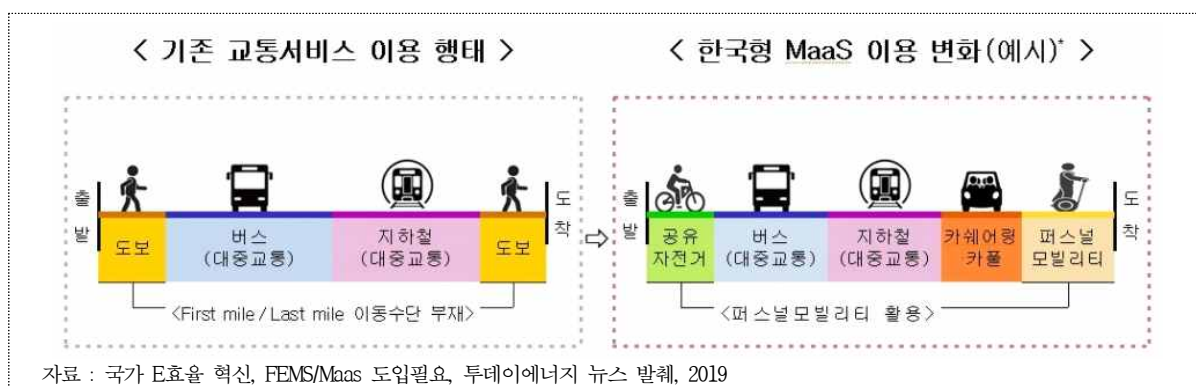 < 기존 교통서비스 이용 행태 >
출발
도보
버스
(대중교통)
지하철
(대중교통)
도보
도착
<First mile / Last mile 이동수단 부재>
⇨
< 한국형 MaaS 이용 변화(예시)* >
출발
공유
자전거
버스
(대중교통)
지하철
(대중교통)
카쉐어링
카풀
퍼스널
모빌리티
도착
<퍼스널모빌리티 활용>
자료 : 국가 E효율 혁신, FEMS/Maas 도입필요, 투데이에너지 뉴스 발췌, 2019